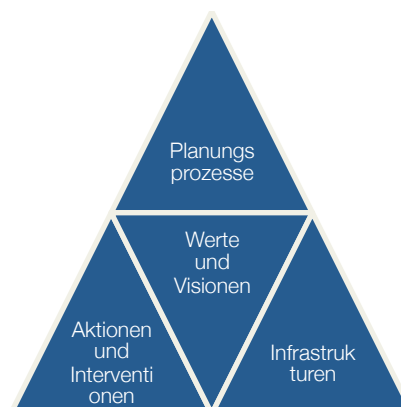 Planungs
prozesse
Werte
und
Visionen
Aktionen
und
Interventi
onen
Infrastruk
turen